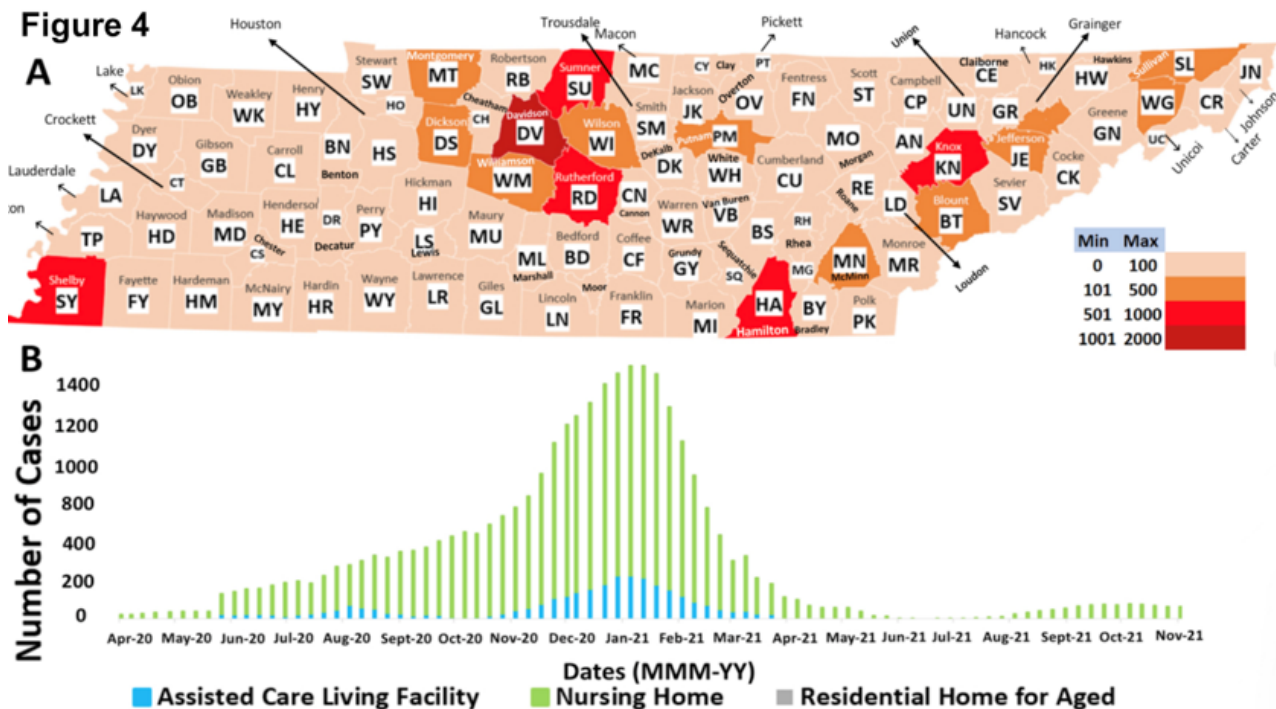 Figure 4
A
Houston
Trousdale
Macon
Pickett
Union
Hancock
Grainger
Lake
LK
Obion
OB
Weakley
WK
Henry
HY
Stewart
SW
HO
Montgomery
MT
Robertson
RB
Sumner
SU
MC
CY Clay
PT
Overton
OV
Fentress
FN
Scott
ST
Campbell
CP
Claiborne
CE
HK
Hawkins
HW
Sullivan
SL
JN
Johnson
Crockett
Dyer
DY
Gibson
GB
Carroll
CL
BN
Benton
HS
Dickson
DS
Cheatham
CH
Davidson
DV
Wilson
WI
Smith
SM
Jackson
JK
Putnam
PM
DeKalb
DK
White
WH
Cumberland
CU
MO
Morgan
AN
UN
GR
Knox
KN
Jefferson
JE
Greene
GN
WG
UC
Unicoi
CR
Carter
Cocke
CK
Sevier
SV
Blount
BT
LD
Loudon
Roane
RE
Lauderdale
LA
CT
Haywood
HD
Madison
MD
Chester
CS
Henderso
HE
DR
Decatur
Perry
PY
Hickman
HI
LS
Lewis
Williamson
WM
Maury
MU
Rutherford
RD
CN
Cannon
Warren
WR
Van Buren
VB
BS
RH
Rhea
MG
MN
McMinn
Monroe
MR
ton
TP
Shelby
SY
Fayette
FY
Hardeman
HM
McNairy
MY
Hardin
HR
Wayne
WY
Lawrence
LR
Giles
GL
ML
Marshall
Bedford
BD
Moor
Lincoln
LN
Coffee
CF
Franklin
FR
Grundy
GY
Sequatchie
SQ
Marion
MI
HA
Hamilton
BY
Bradley
Polk
PK
Min Max
0 100
101 500
501 1000
1001 2000
B
Number of Cases
1400
1200
1000
800
400
200
0
Apr-20 May-20 Jun-20 Jul-20 Aug-20 Sept-20 Oct-20 Nov-20 Dec-20 Jan-21 Feb-21 Mar-21 Apr-21 May-21 Jun-21 Jul-21 Aug-21 Sept-21 Oct-21 Nov-21
Dates (MMM-YY)
Assisted Care Living Facility Nursing Home Residential Home for Aged